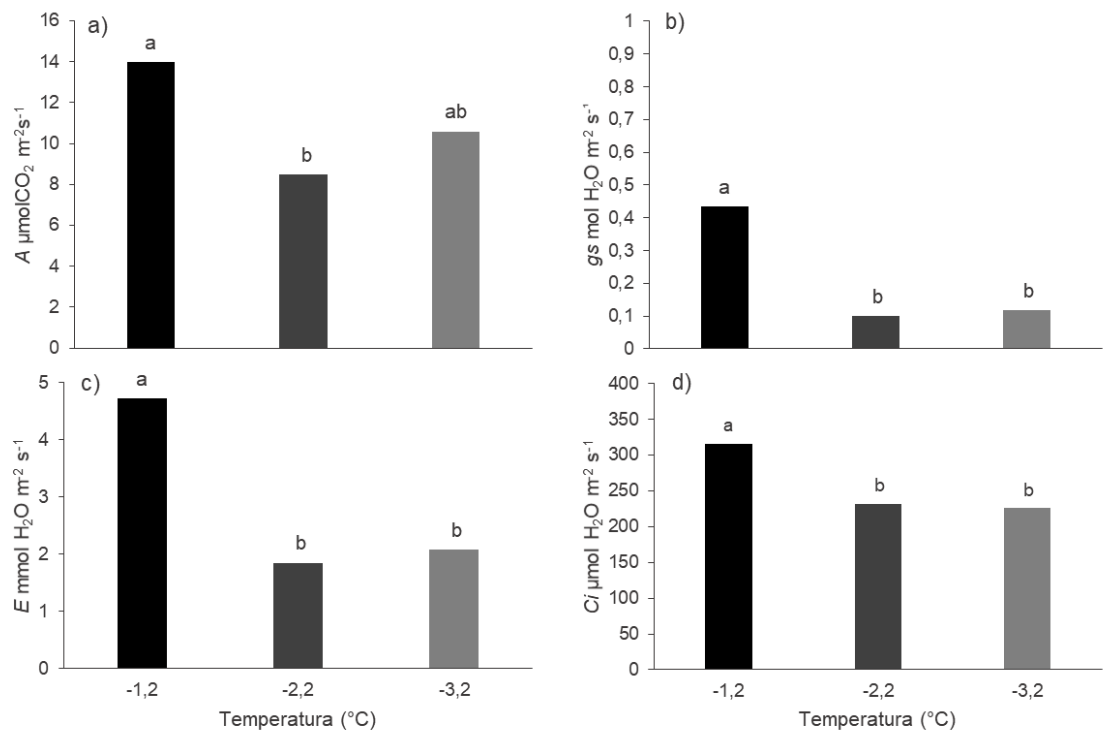 a)
A µmolCO₂ m⁻²s⁻¹
16
14
12
10
8
6
4
2
0
a
b
ab
b)
gs mol H₂O m⁻² s⁻¹
1
0,9
0,8
0,7
0,6
0,5
0,4
0,3
0,2
0,1
0
a
b
b
c)
E mmol H₂O m⁻² s⁻¹
5
4
3
2
1
0
a
b
b
-1,2 -2,2 -3,2
Temperatura (°C)
d)
Ci µmol H₂O m⁻² s⁻¹
400
350
300
250
200
150
100
50
0
a
b
b
-1,2 -2,2 -3,2
Temperatura (°C)